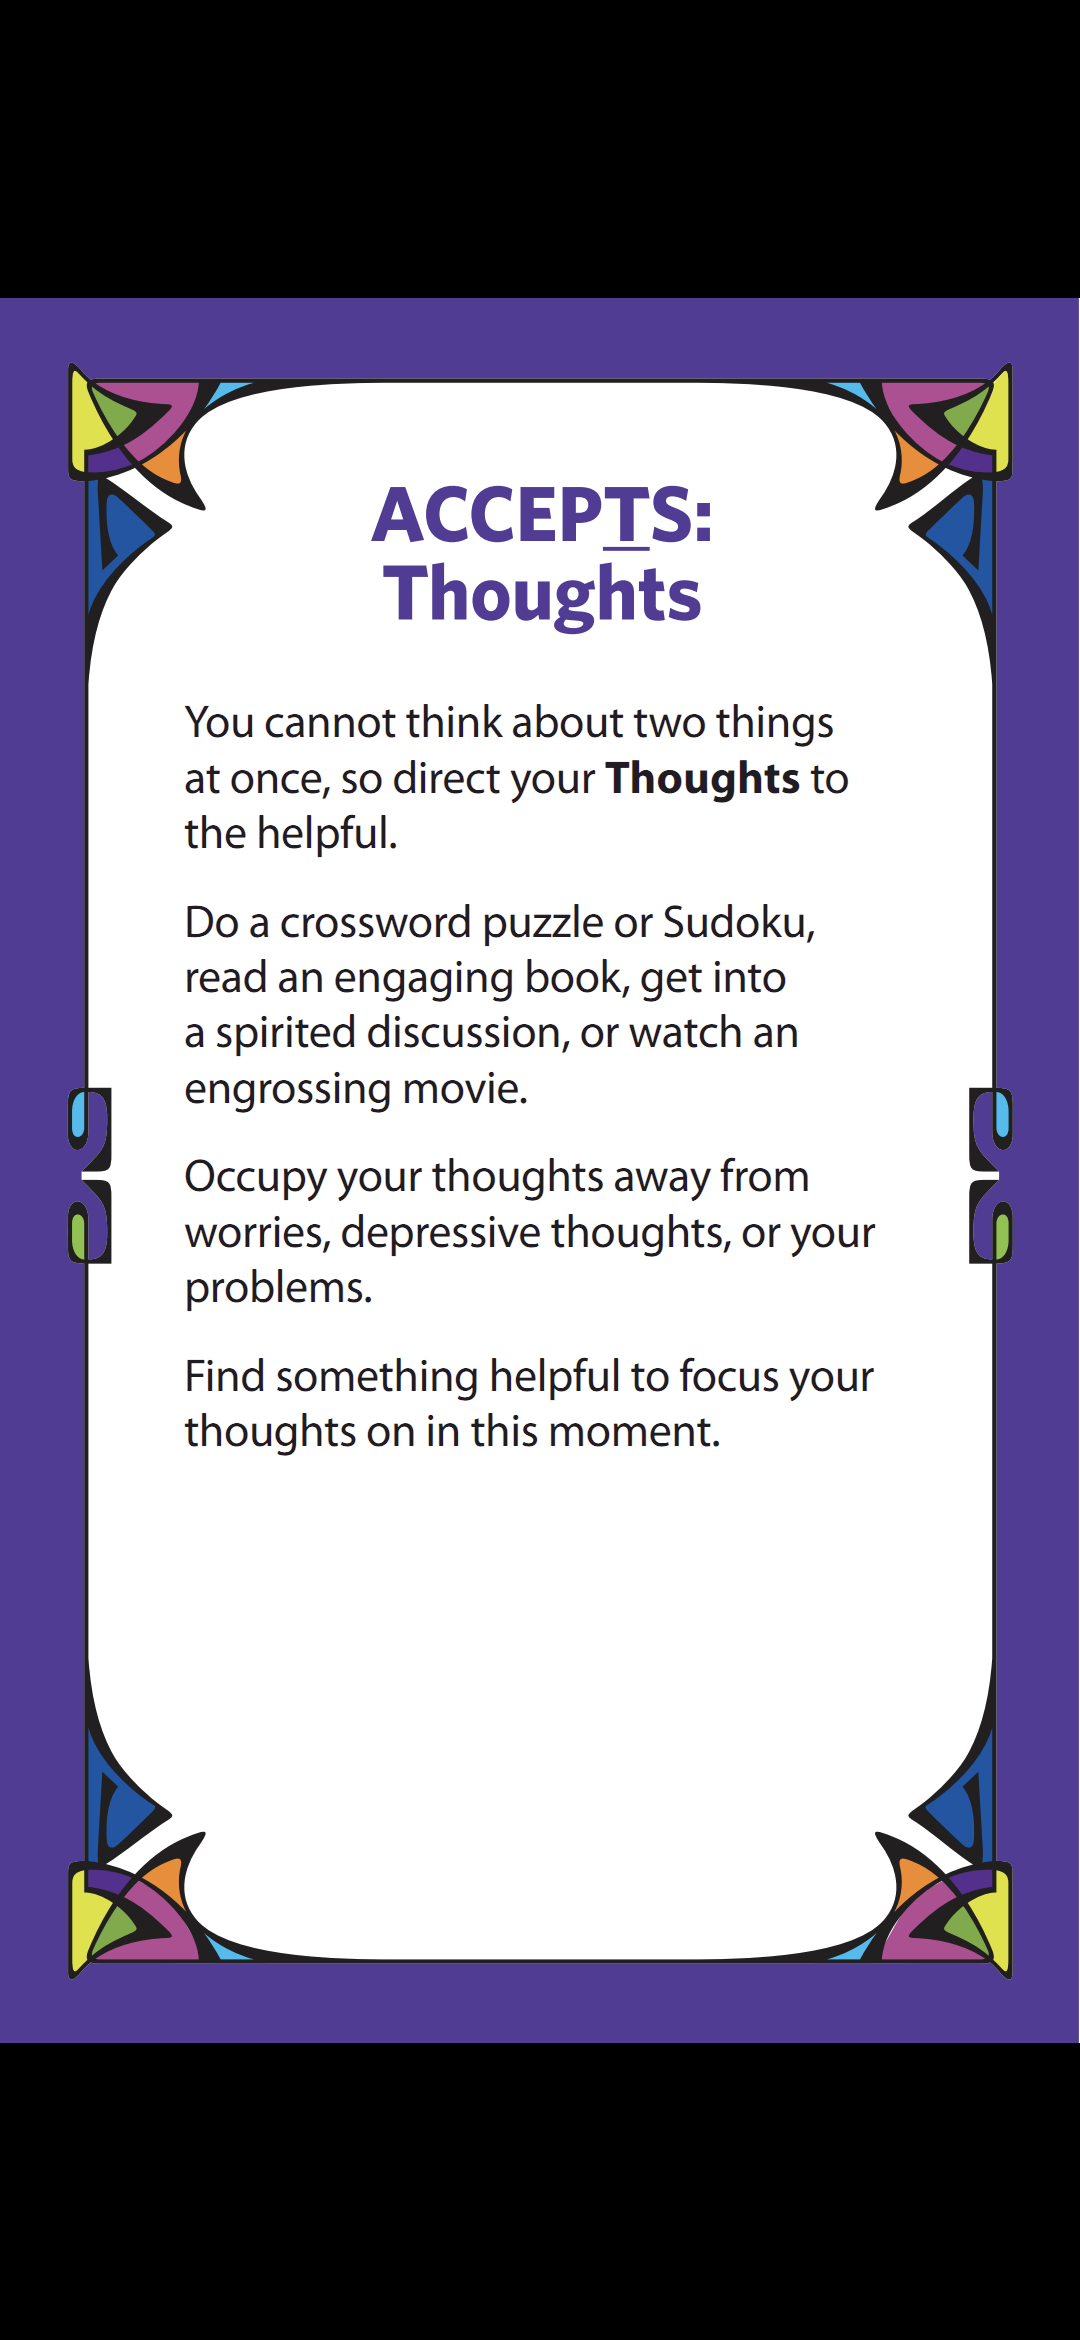 ACCEPTS:
Thoughts
You cannot think about two things
at once, so direct your Thoughts to
the helpful.
Do a crossword puzzle or Sudoku,
read an engaging book, get into
a spirited discussion, or watch an
engrossing movie.
Occupy your thoughts away from
worries, depressive thoughts, or your
problems.
Find something helpful to focus your
thoughts on in this moment.